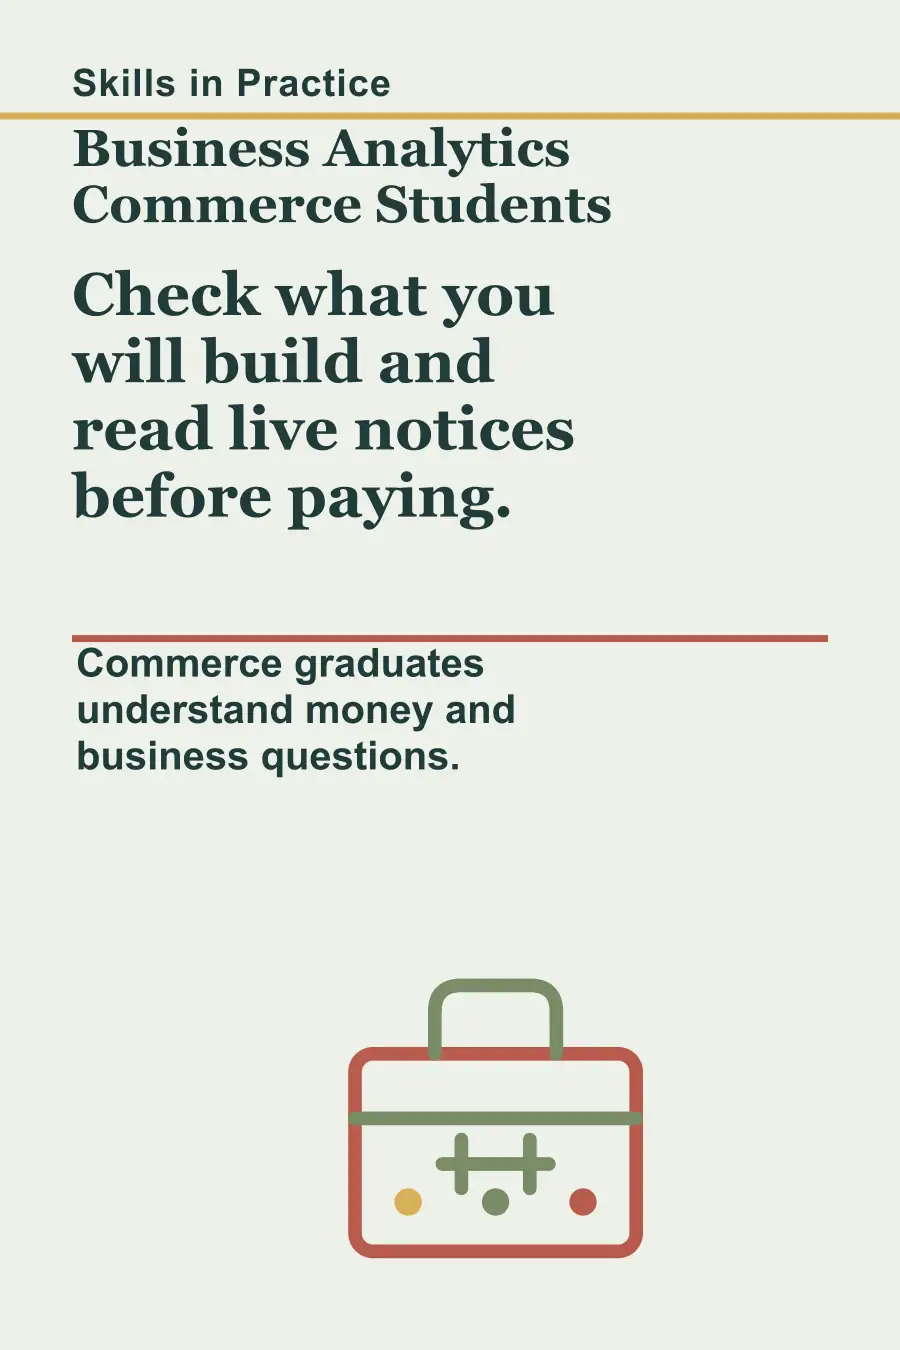 Skills in Practice
Business Analytics
Commerce Students
Check what you
will build and
read live notices
before paying.
Commerce graduates
understand money and
business questions.